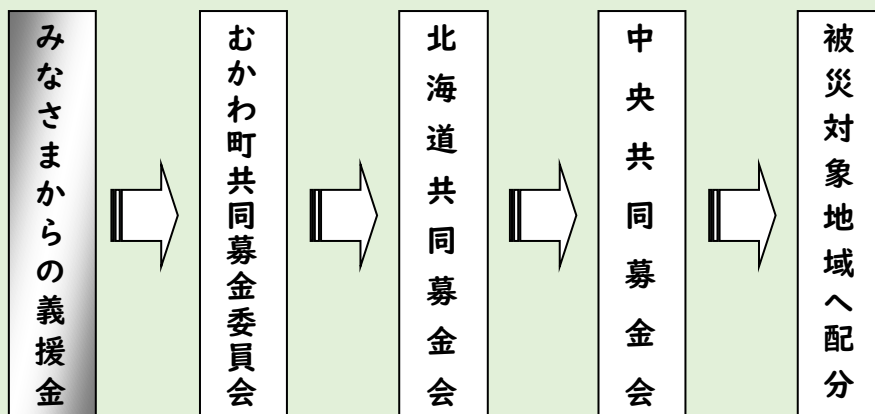 みなさまからの義援金
むかわ町共同募金委員会
北海道共同募金会
中央共同募金会
被災対象地域へ配分